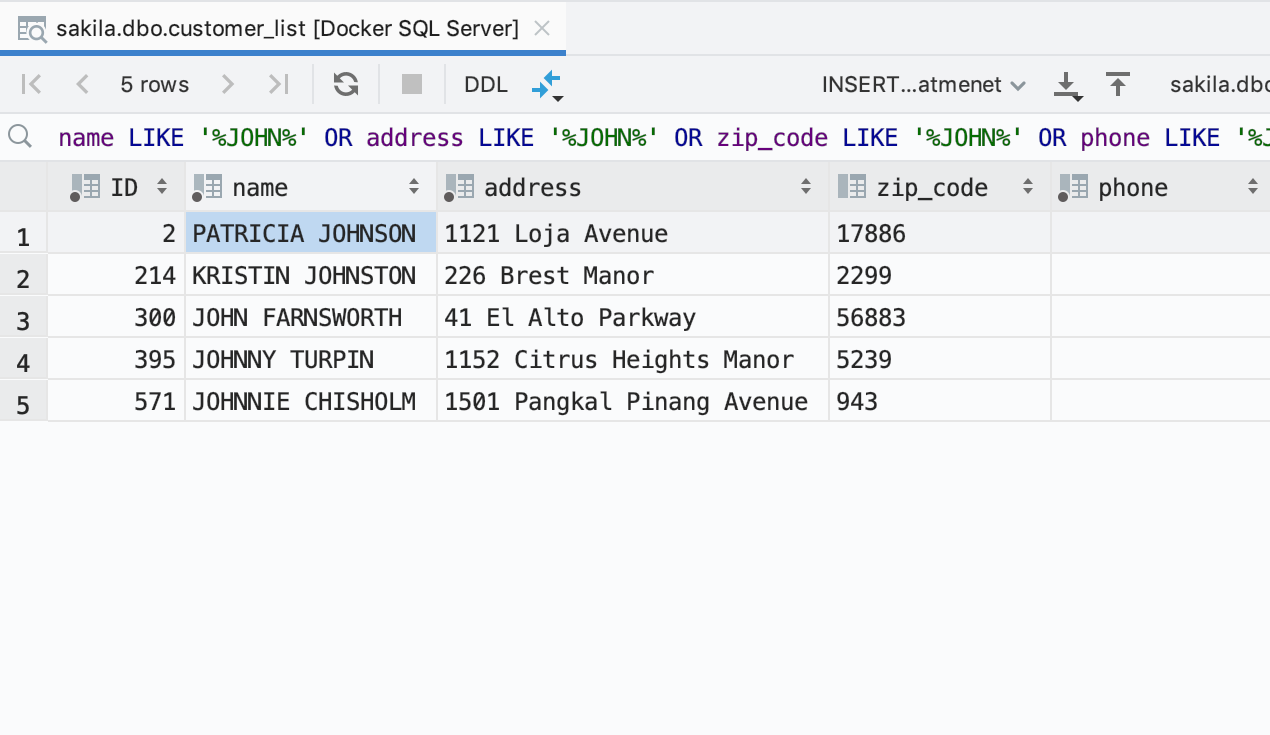 sakila.dbo.customer_list [Docker SQL Server]
5 rows DDL INSERT...atmenet sakila.dbo
name LIKE '%JOHN%' OR address LIKE '%JOHN%' OR zip_code LIKE '%JOHN%' OR phone LIKE '%J
ID name address zip_code phone
1 2 PATRICIA JOHNSON 1121 Loja Avenue 17886
2 214 KRISTIN JOHNSTON 226 Brest Manor 2299
3 300 JOHN FARNSWORTH 41 El Alto Parkway 56883
4 395 JOHNNY TURPIN 1152 Citrus Heights Manor 5239
5 571 JOHNNIE CHISHOLM 1501 Pangkal Pinang Avenue 943